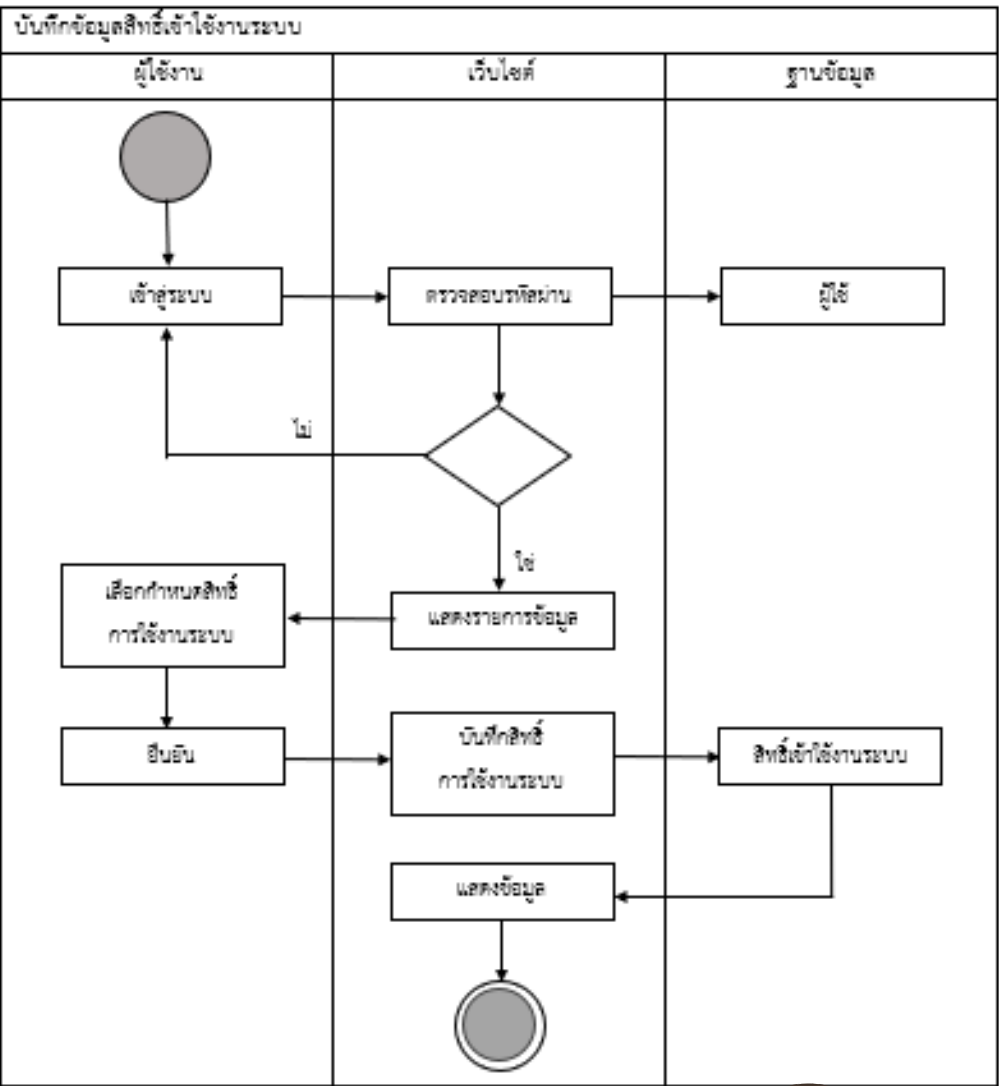 บันทึกข้อมูลสิทธิ์เข้าใช้งานระบบ
ผู้ใช้งาน
เว็บไซต์
ฐานข้อมูล
เข้าสู่ระบบ
ตรวจสอบรหัสผ่าน
ผู้ใช้
ไม่
ใช่
เลือกกำหนดสิทธิ์
การใช้งานระบบ
แสดงรายการข้อมูล
ยืนยัน
บันทึกสิทธิ์
การใช้งานระบบ
สิทธิ์เข้าใช้งานระบบ
แสดงข้อมูล